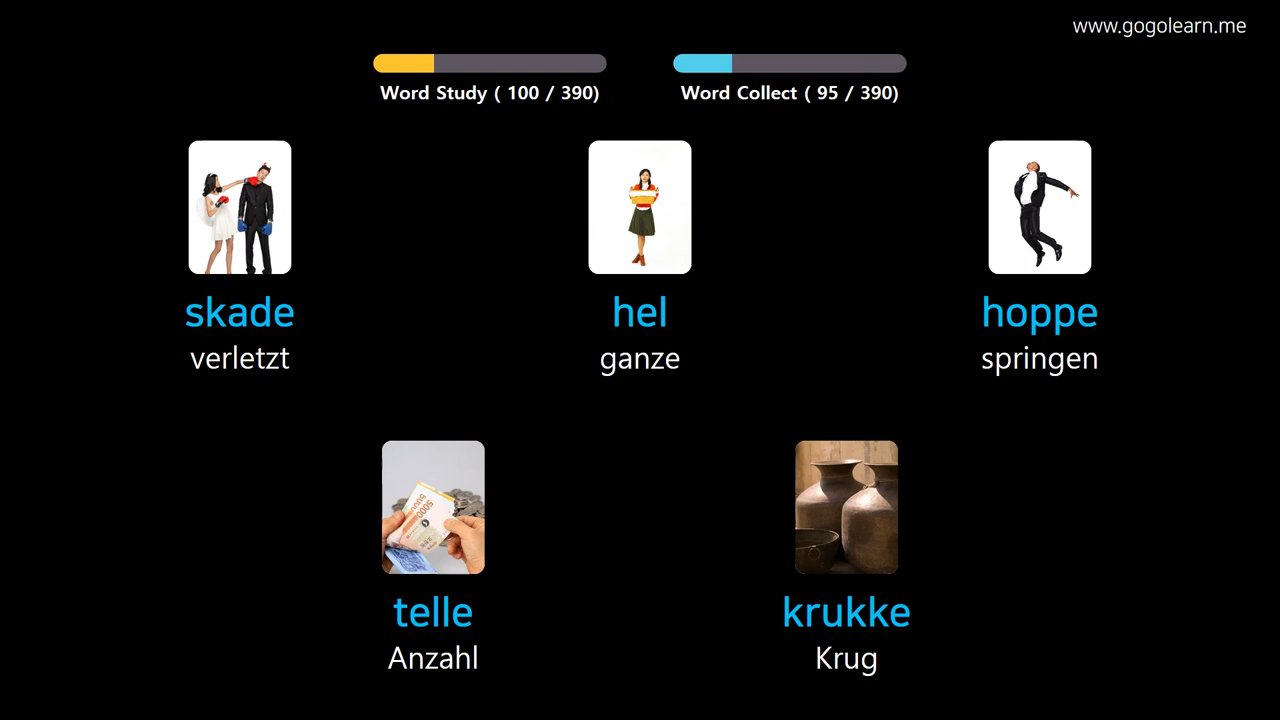 www.gogolearn.me
Word Study ( 100 / 390)
Word Collect ( 95 / 390)
skade
verletzt
hel
ganze
hoppe
springen
5000
telle
Anzahl
krukke
Krug